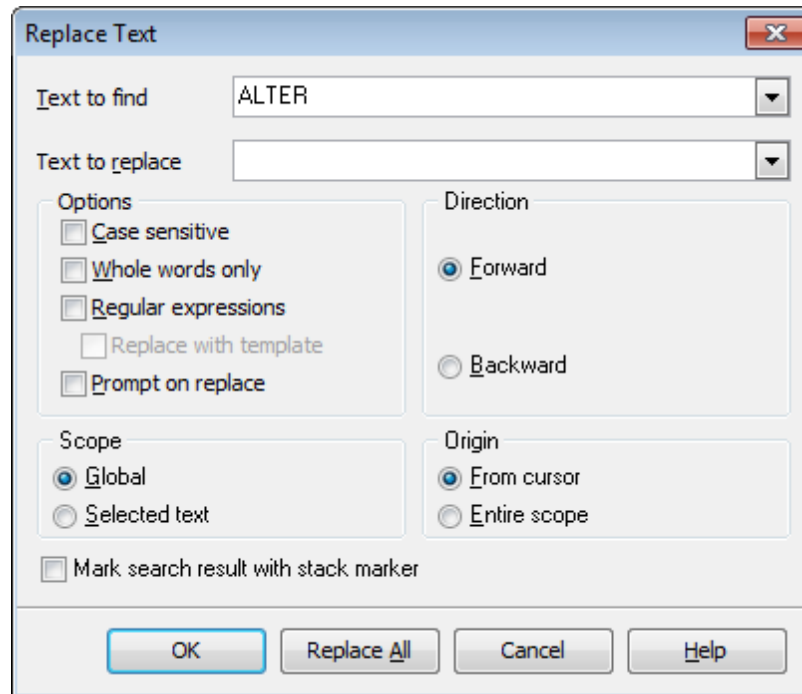 Replace Text
Text to find ALTER
Text to replace
Options
Case sensitive
Whole words only
Regular expressions
Replace with template
Prompt on replace
Direction
Forward
Backward
Scope
Global
Selected text
Origin
From cursor
Entire scope
Mark search result with stack marker
OK Replace All Cancel Help